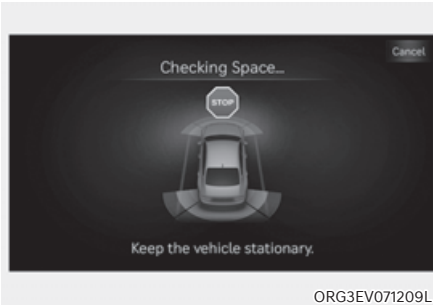 Cancel
Checking Space...
STOP
Keep the vehicle stationary.
ORG3EV071209L